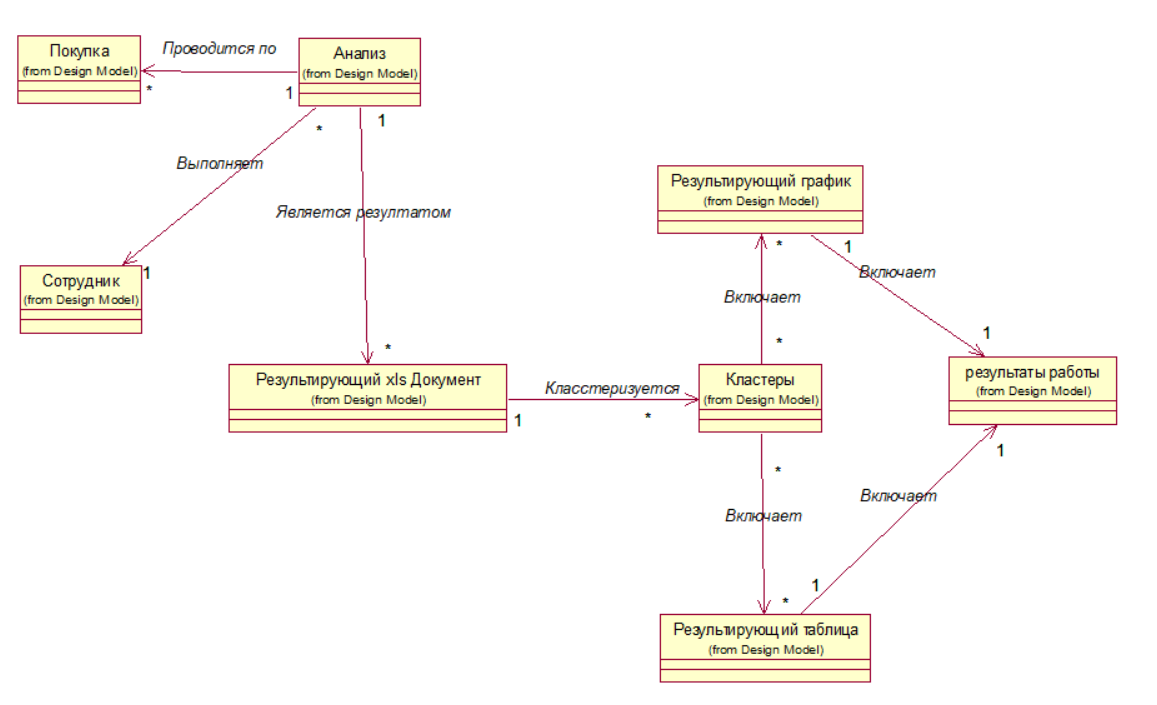 Покупка
(from Design Model)
Проводится по
Анализ
(from Design Model)
*
1
*
1
Выполняет
Является резултатом
1
Сотрудник
(from Design Model)
*
Результирующий xls Документ
(from Design Model)
1
Класстеризуется
*
Результирующий график
(from Design Model)
*
1
Включает
Включает
*
1
Кластеры
(from Design Model)
результаты работы
(from Design Model)
*
1
Включает
Включает
*
1
Результирующий таблица
(from Design Model)